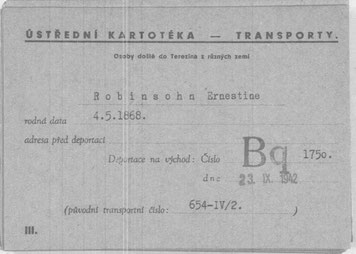 ÚSTŘEDNÍ KARTOTÉKA — TRANSPORTY.
Osoby došlé do Terezína z různých zemí
Robinsohn Ernestine
rodná data 4.5.1868.
adresa před deportací
Deportace na východ: Číslo Bq 1750.
dne 23. IX. 1942
(původní transportní číslo: 654-IV/2. )
III.